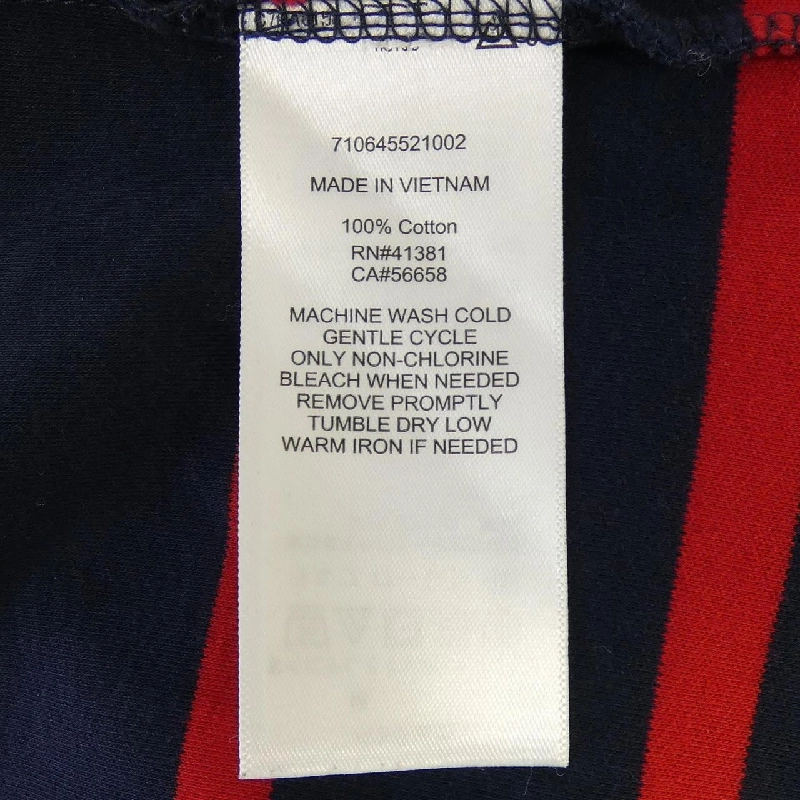 710645521002
MADE IN VIETNAM
100% Cotton
RN#41381
CA#56658
MACHINE WASH COLD
GENTLE CYCLE
ONLY NON-CHLORINE
BLEACH WHEN NEEDED
REMOVE PROMPTLY
TUMBLE DRY LOW
WARM IRON IF NEEDED